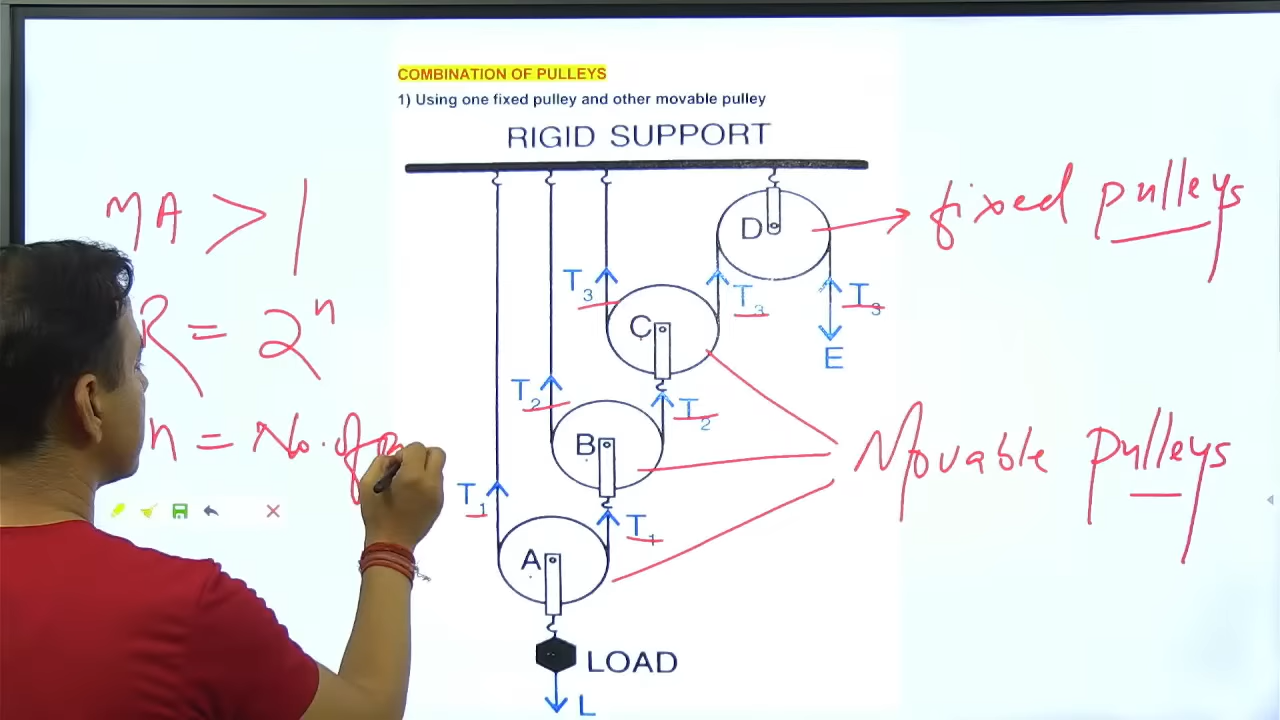 COMBINATION OF PULLEYS
1) Using one fixed pulley and other movable pulley
RIGID SUPPORT
MA > 1
R = 2ⁿ
n = No. of
D
fixed pulleys
T₃
T₃
T₃
C
E
T₂
T₂
B
Movable pulleys
T₁
T₁
A
LOAD
L